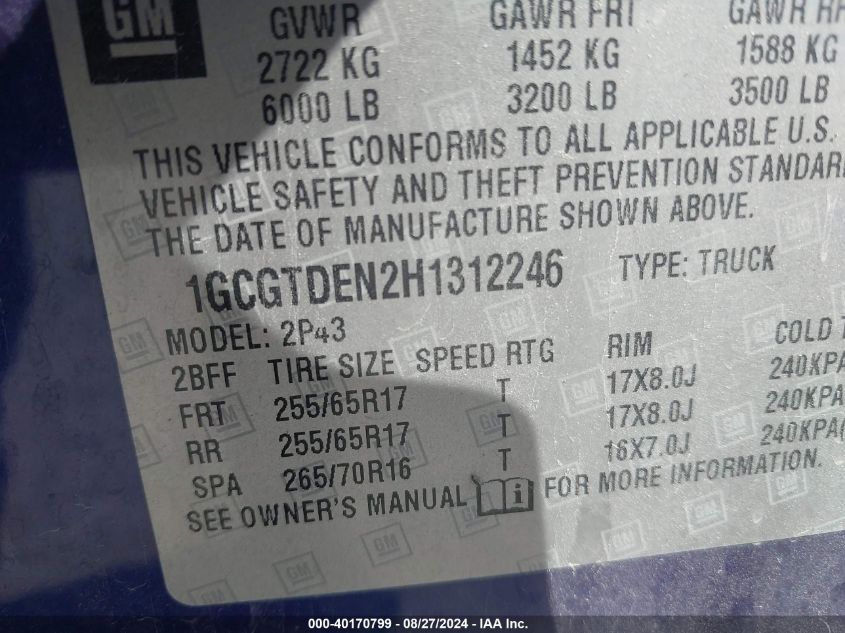 GM
GVWR GAWR FRT GAWR RR
2722 KG 1452 KG 1588 KG
6000 LB 3200 LB 3500 LB
THIS VEHICLE CONFORMS TO ALL APPLICABLE U.S.
VEHICLE SAFETY AND THEFT PREVENTION STANDAR
THE DATE OF MANUFACTURE SHOWN ABOVE.
1GCGTDEN2H1312246 TYPE: TRUCK
MODEL: 2P43
2BFF TIRE SIZE SPEED RTG RIM COLD T
FRT 255/65R17 T 17X8.0J 240KPA
RR 255/65R17 T 17X8.0J 240KPA
SPA 265/70R16 T 16X7.0J 240KPA(
SEE OWNER'S MANUAL i FOR MORE INFORMATION.
000-40170799 - 08/27/2024 - IAA Inc.